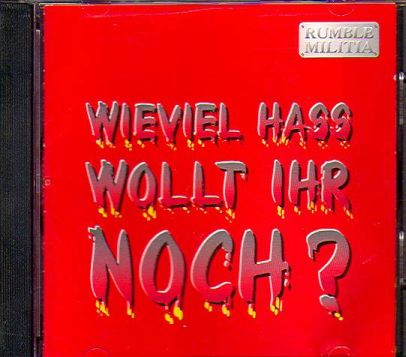 RUMBLE
MILITIA
WIEVIEL HASS
WOLLT IHR
NOCH?